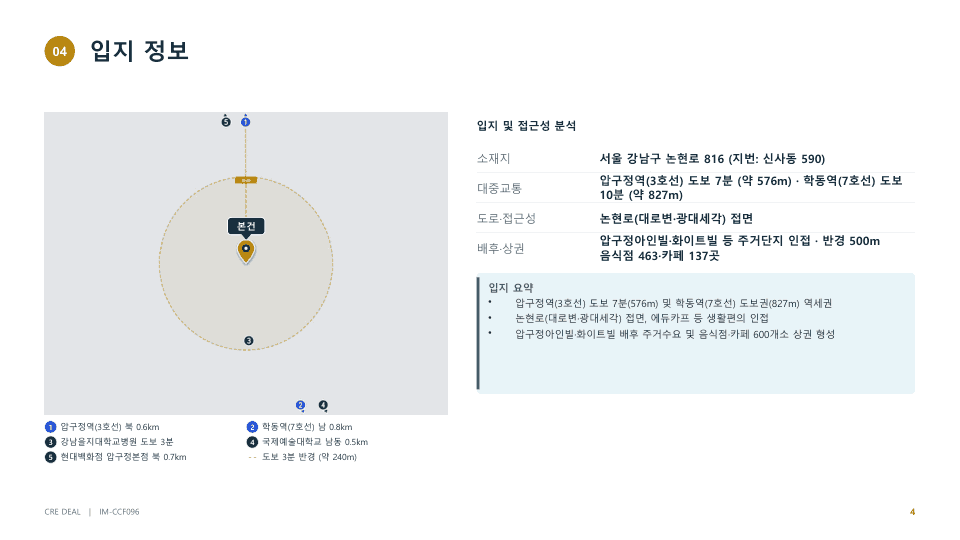 04 입지 정보
5 1
본건
3
2 4
1 압구정역(3호선) 북 0.6km
2 학동역(7호선) 남 0.8km
3 강남을지대학교병원 도보 3분
4 국제예술대학교 남동 0.5km
5 현대백화점 압구정본점 북 0.7km
-- 도보 3분 반경 (약 240m)
입지 및 접근성 분석
소재지 서울 강남구 논현로 816 (지번: 신사동 590)
대중교통 압구정역(3호선) 도보 7분 (약 576m) · 학동역(7호선) 도보
10분 (약 827m)
도로·접근성 논현로(대로변·광대세각) 접면
배후·상권 압구정아인빌·화이트빌 등 주거단지 인접 · 반경 500m
음식점 463·카페 137곳
입지 요약
• 압구정역(3호선) 도보 7분(576m) 및 학동역(7호선) 도보권(827m) 역세권
• 논현로(대로변·광대세각) 접면, 에듀카프 등 생활편의 인접
• 압구정아인빌·화이트빌 배후 주거수요 및 음식점·카페 600개소 상권 형성
CRE DEAL | IM-CCF096
4